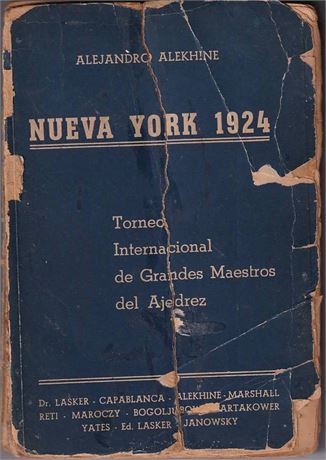 ALEJANDRO ALEKHINE
NUEVA YORK 1924
Torneo
Internacional
de Grandes Maestros
del Ajedrez
Dr. LASKER - CAPABLANCA - ALEKHINE - MARSHALL
RETI - MAROCZY - BOGOLJUBOW - TARTAKOWER
YATES - Ed. LASKER - JANOWSKY